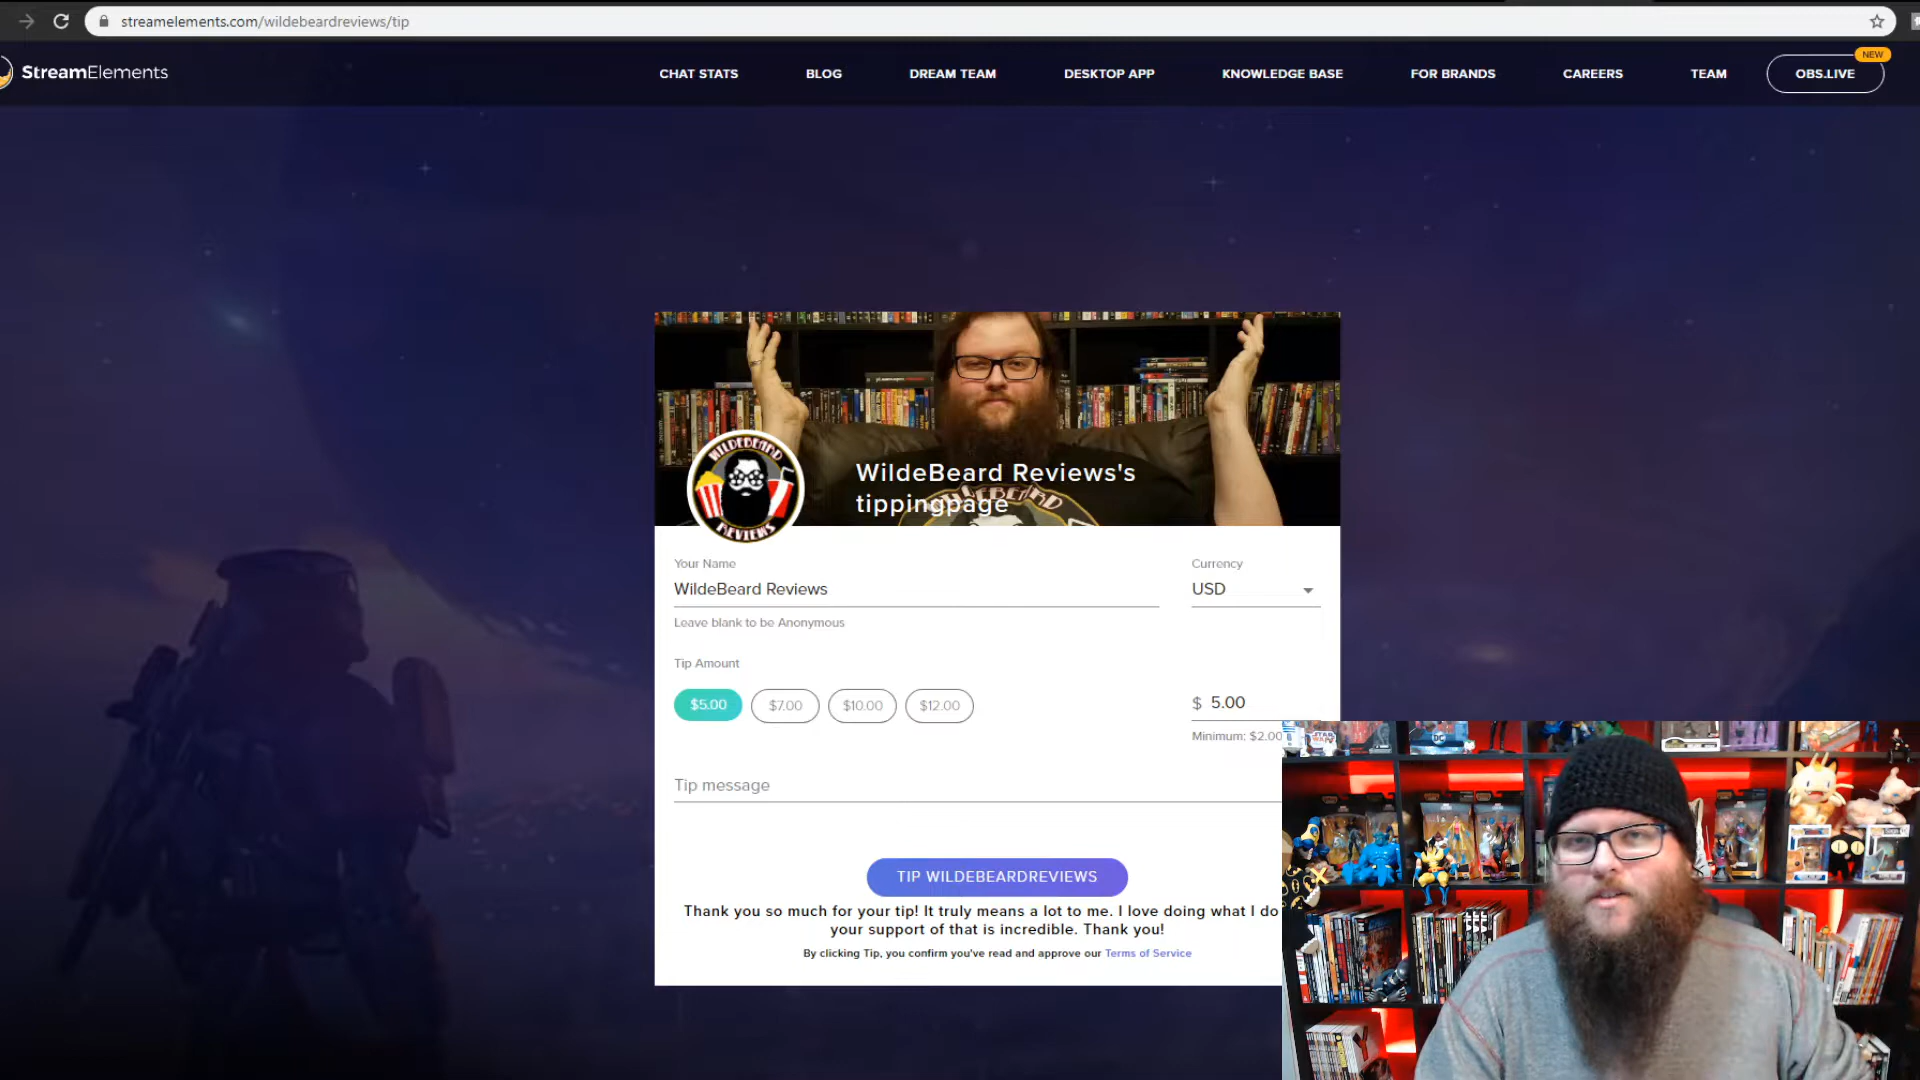 streamelements.com/wildebeardreviews/tip
StreamElements
CHAT STATS
BLOG
DREAM TEAM
DESKTOP APP
KNOWLEDGE BASE
FOR BRANDS
CAREERS
TEAM
OBS.LIVE
NEW
WILDEBEARD
REVIEWS
WildeBeard Reviews's
tippingpage
Your Name
Currency
WildeBeard Reviews
USD
Leave blank to be Anonymous
Tip Amount
$5.00
$7.00
$10.00
$12.00
$ 5.00
Minimum: $2.00
Tip message
TIP WILDEBEARDREVIEWS
Thank you so much for your tip! It truly means a lot to me. I love doing what I do
your support of that is incredible. Thank you!
By clicking Tip, you confirm you've read and approve our Terms of Service